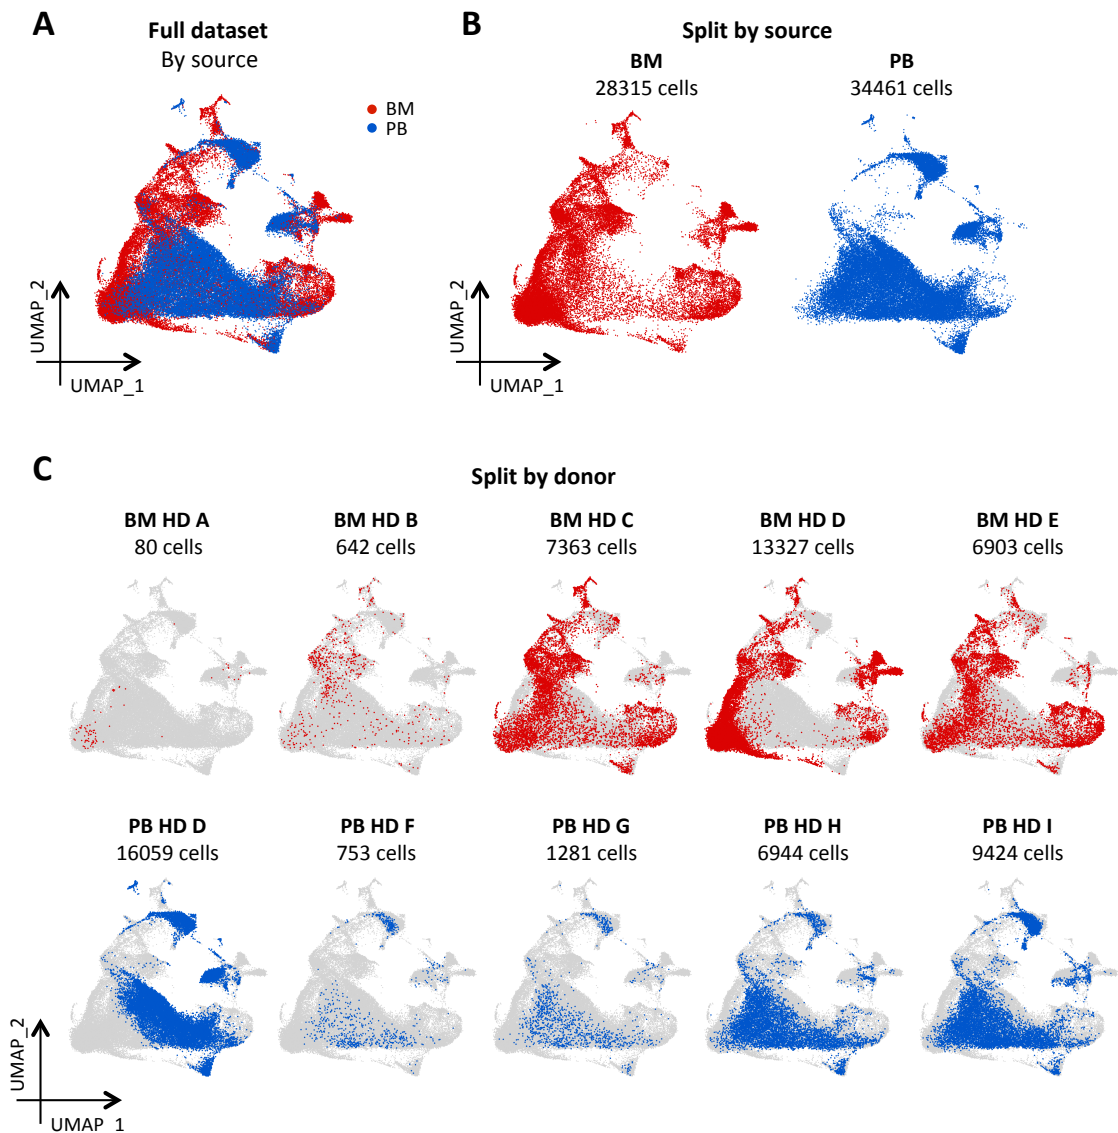 A
Full dataset
By source
BM
PB
UMAP_2
UMAP_1
B
Split by source
BM
28315 cells
PB
34461 cells
UMAP_2
UMAP_1
C
Split by donor
BM HD A
80 cells
BM HD B
642 cells
BM HD C
7363 cells
BM HD D
13327 cells
BM HD E
6903 cells
PB HD D
16059 cells
PB HD F
753 cells
PB HD G
1281 cells
PB HD H
6944 cells
PB HD I
9424 cells
UMAP_2
UMAP_1